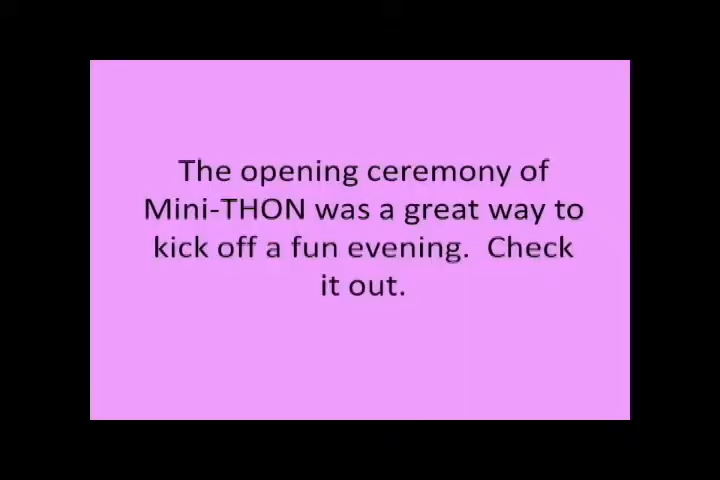 The opening ceremony of
Mini-THON was a great way to
kick off a fun evening.  Check
it out.